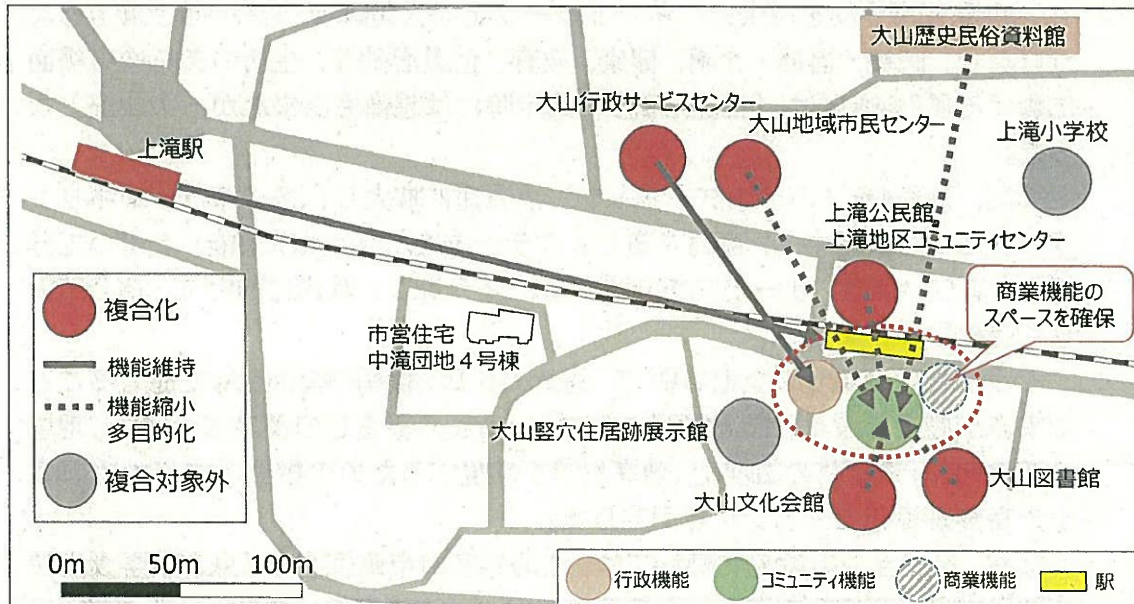 大山歴史民俗資料館
大山行政サービスセンター
大山地域市民センター
上滝小学校
上滝駅
上滝公民館
上滝地区コミュニティセンター
商業機能の
スペースを確保
複合化
機能維持
機能縮小
多目的化
複合対象外
市営住宅
中滝団地4号棟
大山竪穴住居跡展示館
大山文化会館
大山図書館
0m 50m 100m
行政機能 コミュニティ機能 商業機能 駅